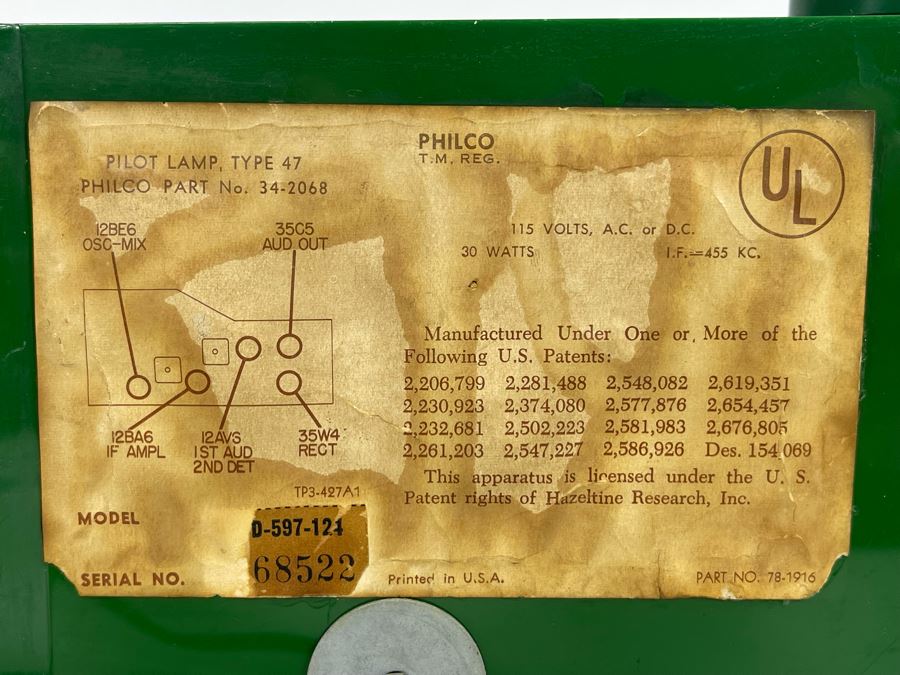 PHILCO
T.M. REG.
PILOT LAMP, TYPE 47
PHILCO PART No. 34-2068
UL
115 VOLTS, A.C. or D.C.
30 WATTS I.F.=455 KC.
12BE6
OSC-MIX
35C5
AUD OUT
12BA6
IF AMPL
12AV5
1ST AUD
2ND DET
35W4
RECT
TP3-427A1
Manufactured Under One or More of the
Following U.S. Patents:
2,206,799 2,281,488 2,548,082 2,619,351
2,230,923 2,374,080 2,577,876 2,654,457
2,232,681 2,502,223 2,581,983 2,676,805
2,261,203 2,547,227 2,586,926 Des. 154,069
This apparatus is licensed under the U. S.
Patent rights of Hazeltine Research, Inc.
MODEL D-597-124
SERIAL NO. 68522
Printed in U.S.A.
PART NO. 78-1916